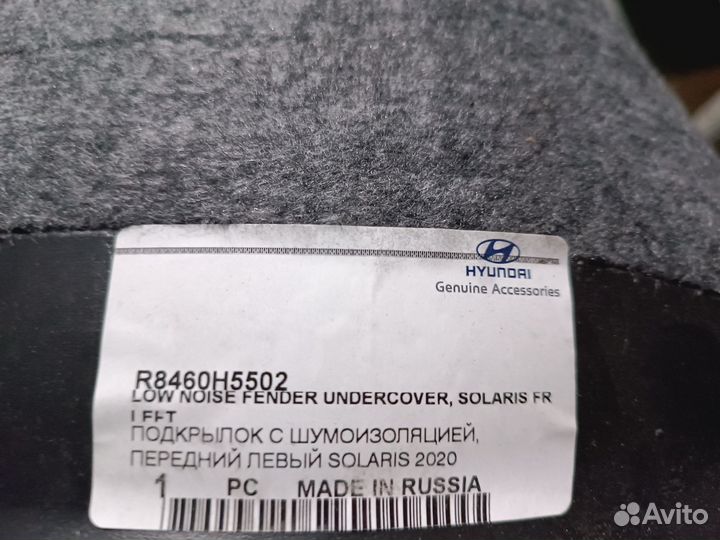 HYUNDAI
Genuine Accessories
R8460H5502
LOW NOISE FENDER UNDERCOVER, SOLARIS FR
LEFT
ПОДКРЫЛОК С ШУМОИЗОЛЯЦИЕЙ,
ПЕРЕДНИЙ ЛЕВЫЙ SOLARIS 2020
1 PC MADE IN RUSSIA
Avito